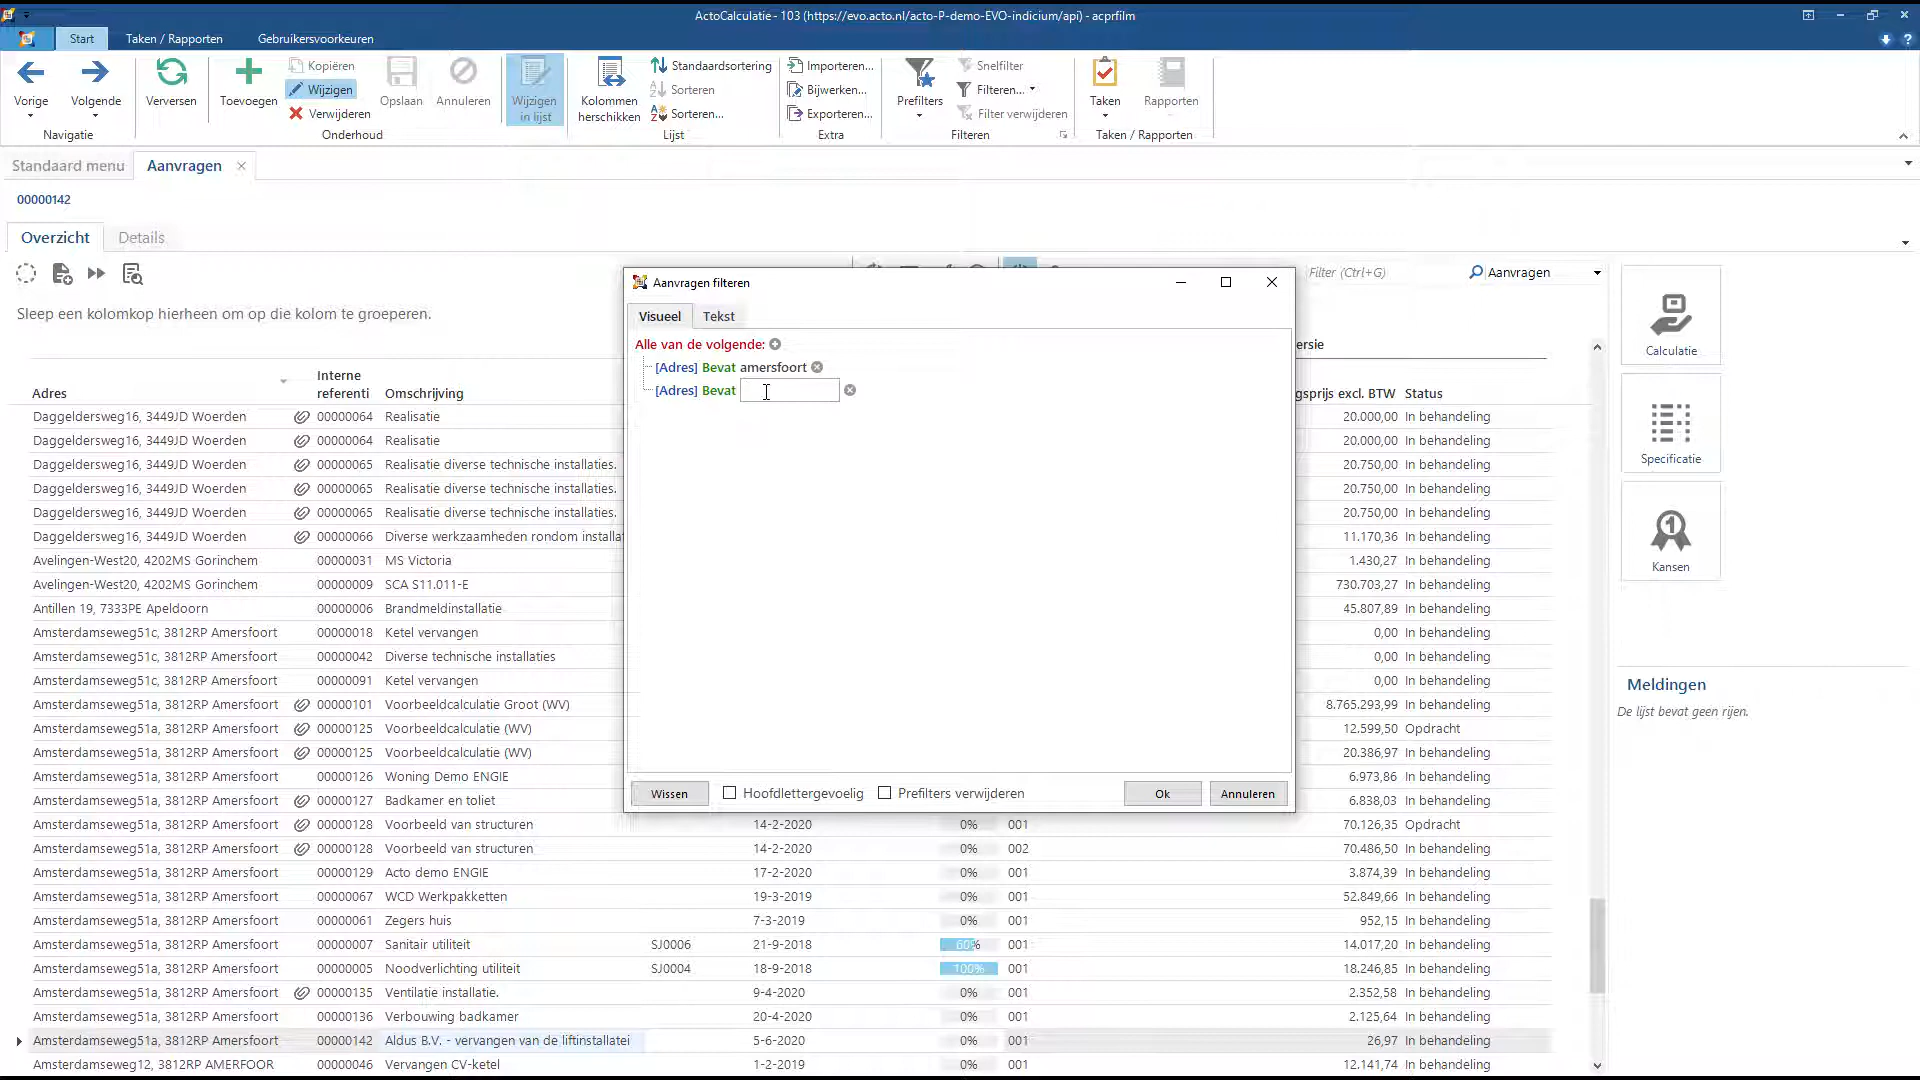 ActoCalculatie - 103 (https://evo.acto.nl/acto-P-demo-EVO-indicium/api) - acprfilm
Start Taken / Rapporten Gebruikersvoorkeuren
Vorige Volgende Verversen Toevoegen Kopiëren Wijzigen Verwijderen Opslaan Annuleren Wijzigen in lijst Kolommen herschikken Standaardsortering Sorteren Sorteren... Importeren... Bijwerken... Exporteren... Prefilters Snelfilter Filteren... Filter verwijderen Taken Rapporten
Navigatie Onderhoud Lijst Extra Filteren Taken / Rapporten
Standaard menu Aanvragen
00000142
Overzicht Details
Filter (Ctrl+G) Aanvragen
Sleep een kolomkop hierheen om op die kolom te groeperen.
Aanvragen filteren
Visueel Tekst
Alle van de volgende:
[Adres] Bevat amersfoort
[Adres] Bevat
Wissen Hoofdlettergevoelig Prefilters verwijderen Ok Annuleren
ersie
Adres Interne referenti Omschrijving gsprijs excl. BTW Status
Daggeldersweg16, 3449JD Woerden 00000064 Realisatie 20.000,00 In behandeling
Daggeldersweg16, 3449JD Woerden 00000064 Realisatie 20.000,00 In behandeling
Daggeldersweg16, 3449JD Woerden 00000065 Realisatie diverse technische installaties. 20.750,00 In behandeling
Daggeldersweg16, 3449JD Woerden 00000065 Realisatie diverse technische installaties. 20.750,00 In behandeling
Daggeldersweg16, 3449JD Woerden 00000065 Realisatie diverse technische installaties. 20.750,00 In behandeling
Daggeldersweg16, 3449JD Woerden 00000066 Diverse werkzaamheden rondom installa 11.170,36 In behandeling
Avelingen-West20, 4202MS Gorinchem 00000031 MS Victoria 1.430,27 In behandeling
Avelingen-West20, 4202MS Gorinchem 00000009 SCA S11.011-E 730.703,27 In behandeling
Antillen 19, 7333PE Apeldoorn 00000006 Brandmeldinstallatie 45.807,89 In behandeling
Amsterdamseweg51c, 3812RP Amersfoort 00000018 Ketel vervangen 0,00 In behandeling
Amsterdamseweg51c, 3812RP Amersfoort 00000042 Diverse technische installaties 0,00 In behandeling
Amsterdamseweg51c, 3812RP Amersfoort 00000091 Ketel vervangen 0,00 In behandeling
Amsterdamseweg51a, 3812RP Amersfoort 00000101 Voorbeeldcalculatie Groot (WV) 8.765.293,99 In behandeling
Amsterdamseweg51a, 3812RP Amersfoort 00000125 Voorbeeldcalculatie (WV) 12.599,50 Opdracht
Amsterdamseweg51a, 3812RP Amersfoort 00000125 Voorbeeldcalculatie (WV) 20.386,97 In behandeling
Amsterdamseweg51a, 3812RP Amersfoort 00000126 Woning Demo ENGIE 6.973,86 In behandeling
Amsterdamseweg51a, 3812RP Amersfoort 00000127 Badkamer en toliet 6.838,03 In behandeling
Amsterdamseweg51a, 3812RP Amersfoort 00000128 Voorbeeld van structuren 14-2-2020 0% 001 70.126,35 Opdracht
Amsterdamseweg51a, 3812RP Amersfoort 00000128 Voorbeeld van structuren 14-2-2020 0% 002 70.486,50 In behandeling
Amsterdamseweg51a, 3812RP Amersfoort 00000129 Acto demo ENGIE 17-2-2020 0% 001 3.874,39 In behandeling
Amsterdamseweg51a, 3812RP Amersfoort 00000067 WCD Werkpakketten 19-3-2019 0% 001 52.849,66 In behandeling
Amsterdamseweg51a, 3812RP Amersfoort 00000061 Zegers huis 7-3-2019 0% 001 952,15 In behandeling
Amsterdamseweg51a, 3812RP Amersfoort 00000007 Sanitair utiliteit SJ0006 21-9-2018 60% 001 14.017,20 In behandeling
Amsterdamseweg51a, 3812RP Amersfoort 00000005 Noodverlichting utiliteit SJ0004 18-9-2018 100% 001 18.246,85 In behandeling
Amsterdamseweg51a, 3812RP Amersfoort 00000135 Ventilatie installatie. 9-4-2020 0% 001 2.352,58 In behandeling
Amsterdamseweg51a, 3812RP Amersfoort 00000136 Verbouwing badkamer 20-4-2020 0% 001 2.125,64 In behandeling
Amsterdamseweg51a, 3812RP Amersfoort 00000142 Aldus B.V. - vervangen van de liftinstallatei 5-6-2020 0% 001 26,97 In behandeling
Amsterdamseweg12, 3812RP AMERFOOR 00000046 Vervangen CV-ketel 1-2-2019 0% 001 12.141,74 In behandeling
Calculatie
Specificatie
Kansen
Meldingen
De lijst bevat geen rijen.